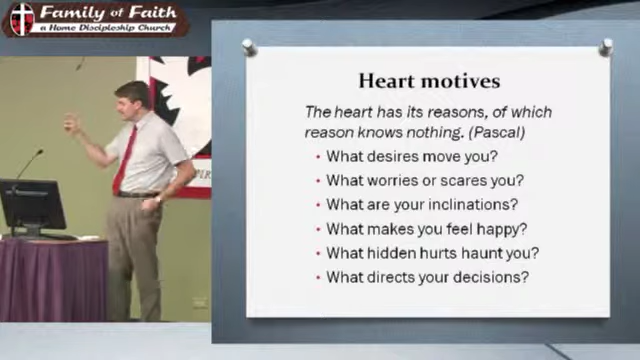 Family of Faith
a Home Discipleship Church
Heart motives
The heart has its reasons, of which
reason knows nothing. (Pascal)
• What desires move you?
• What worries or scares you?
• What are your inclinations?
• What makes you feel happy?
• What hidden hurts haunt you?
• What directs your decisions?